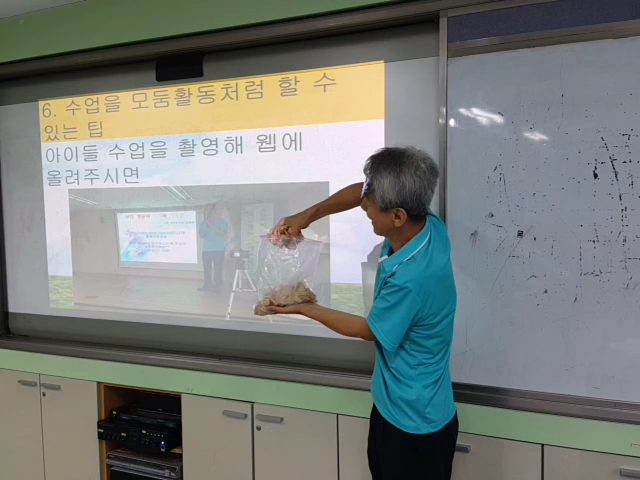 6. 수업을 모둠활동처럼 할 수
있는 팁
아이들 수업을 촬영해 웹에
올려주시면